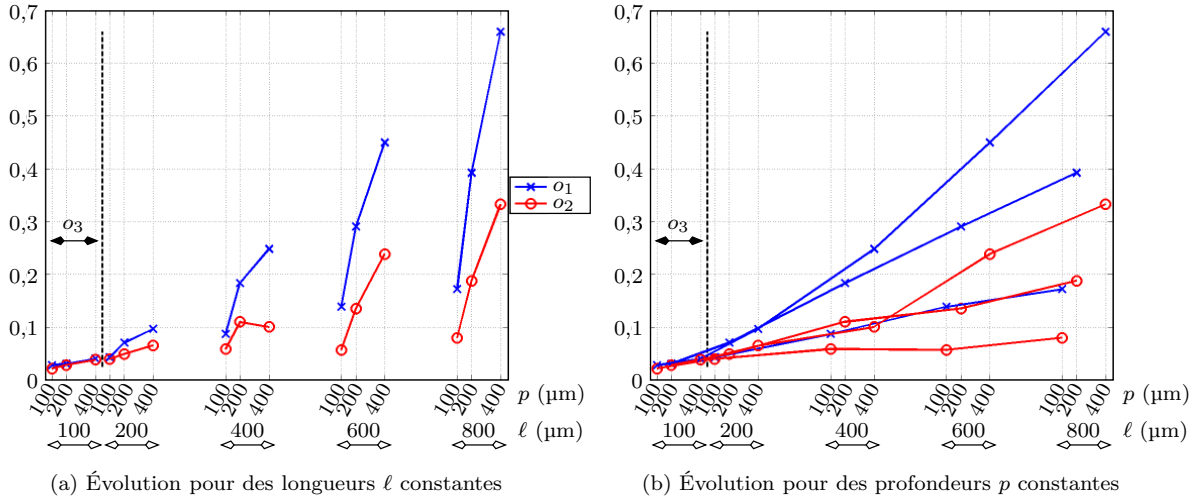 0,7
0,6
0,5
0,4
0,3
0,2
0,1
0
o₃
100 200 400 100 200 400 100 200 400 100 200 400 100 200 400 p (µm)
100 200 400 600 800 ℓ (µm)
o₁
o₂
(a) Évolution pour des longueurs ℓ constantes
0,7
0,6
0,5
0,4
0,3
0,2
0,1
0
o₃
100 200 400 100 200 400 100 200 400 100 200 400 100 200 400 p (µm)
100 200 400 600 800 ℓ (µm)
(b) Évolution pour des profondeurs p constantes